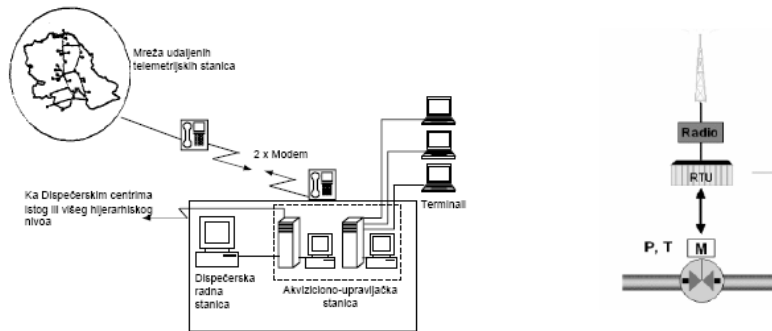 Mreža udaljenih
telemetrijskih stanica
2 x Modem
Terminali
Ka Dispečerskim centrima
istog ili višeg hijerarhiskog
nivoa
Dispečerska
radna
stanica
Akviziciono-upravljačka
stanica
Radio
RTU
P, T
M